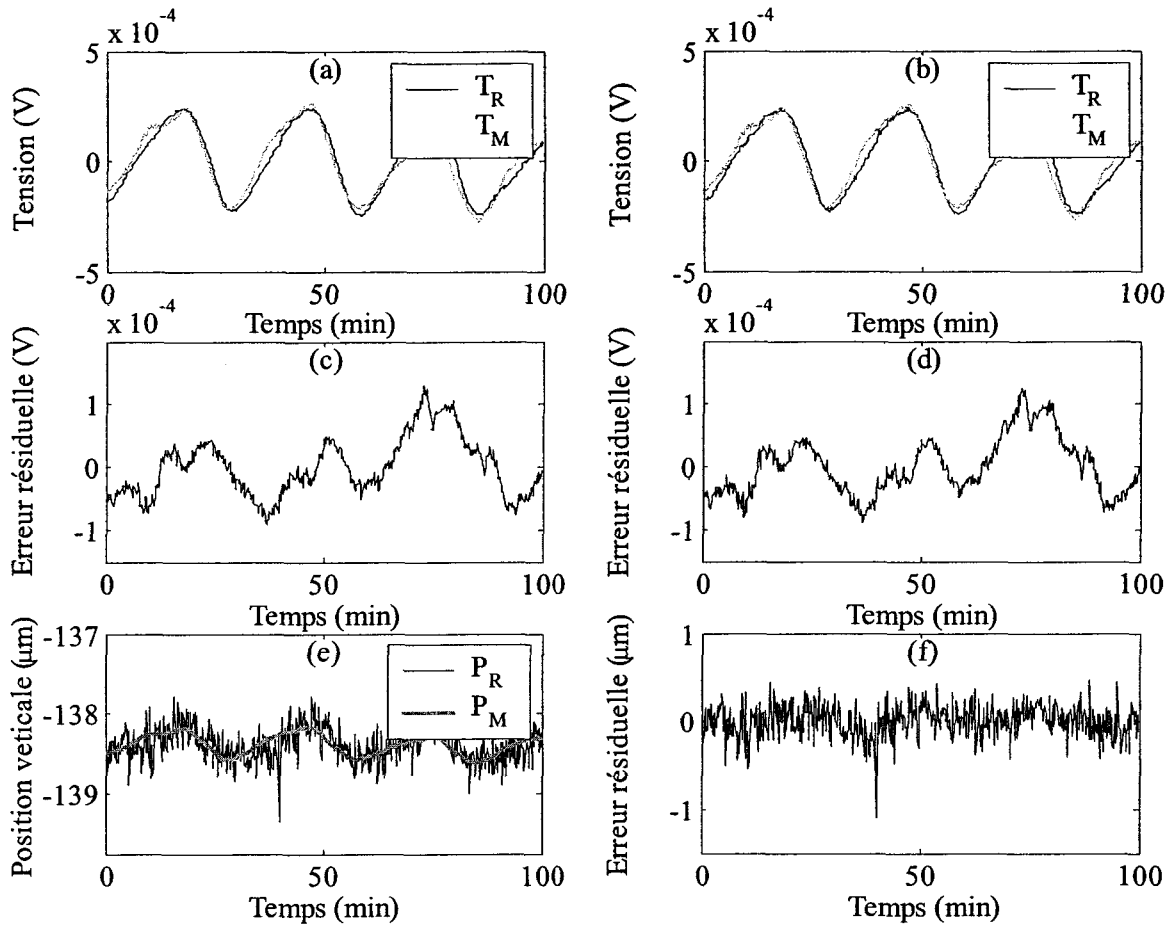 x 10⁻⁴
5
0
-5
Tension (V)
(a)
T_R
T_M
0
50
100
Temps (min)
x 10⁻⁴
5
0
-5
Tension (V)
(b)
T_R
T_M
0
50
100
Temps (min)
x 10⁻⁴
1
0
-1
Erreur résiduelle (V)
(c)
0
50
100
Temps (min)
x 10⁻⁴
1
0
-1
Erreur résiduelle (V)
(d)
0
50
100
Temps (min)
-137
-138
-139
Position veticale (µm)
(e)
P_R
P_M
0
50
100
Temps (min)
1
0
-1
Erreur résiduelle (µm)
(f)
0
50
100
Temps (min)